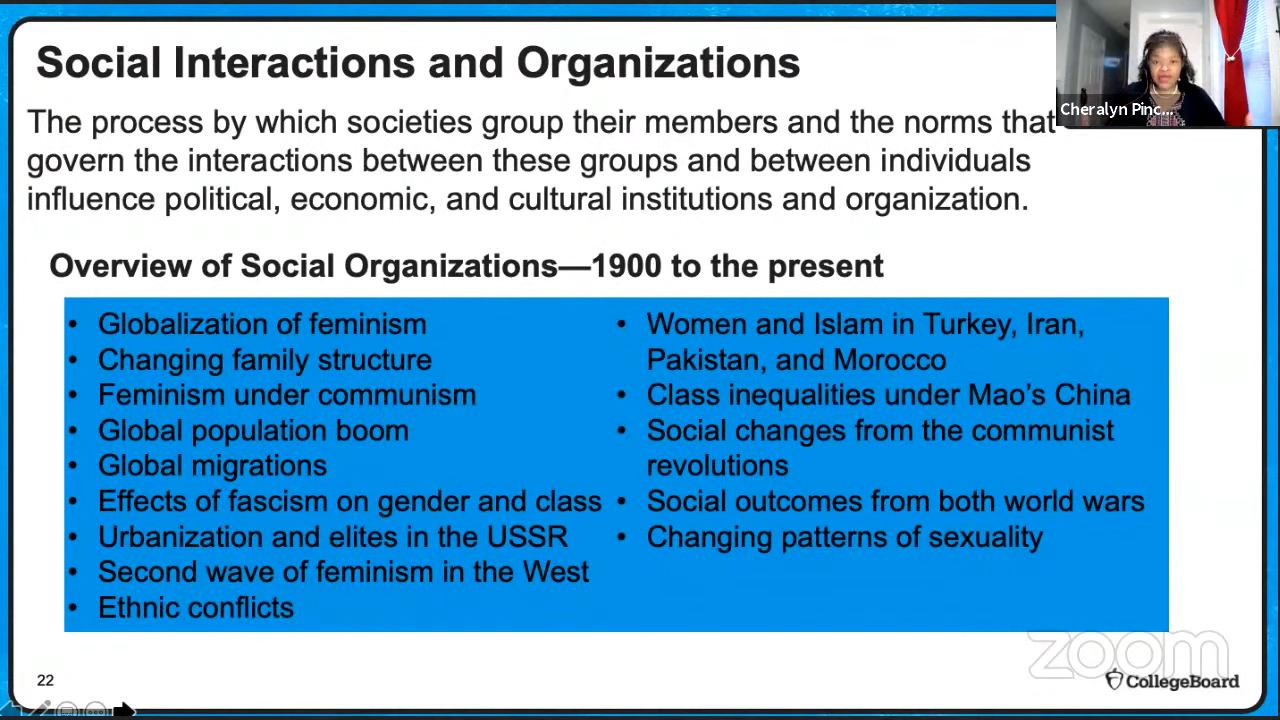 Social Interactions and Organizations
Cheralyn Pinc...
The process by which societies group their members and the norms that
govern the interactions between these groups and between individuals
influence political, economic, and cultural institutions and organization.
Overview of Social Organizations—1900 to the present
• Globalization of feminism
• Changing family structure
• Feminism under communism
• Global population boom
• Global migrations
• Effects of fascism on gender and class
• Urbanization and elites in the USSR
• Second wave of feminism in the West
• Ethnic conflicts
• Women and Islam in Turkey, Iran,
Pakistan, and Morocco
• Class inequalities under Mao’s China
• Social changes from the communist
revolutions
• Social outcomes from both world wars
• Changing patterns of sexuality
zoom
22
CollegeBoard